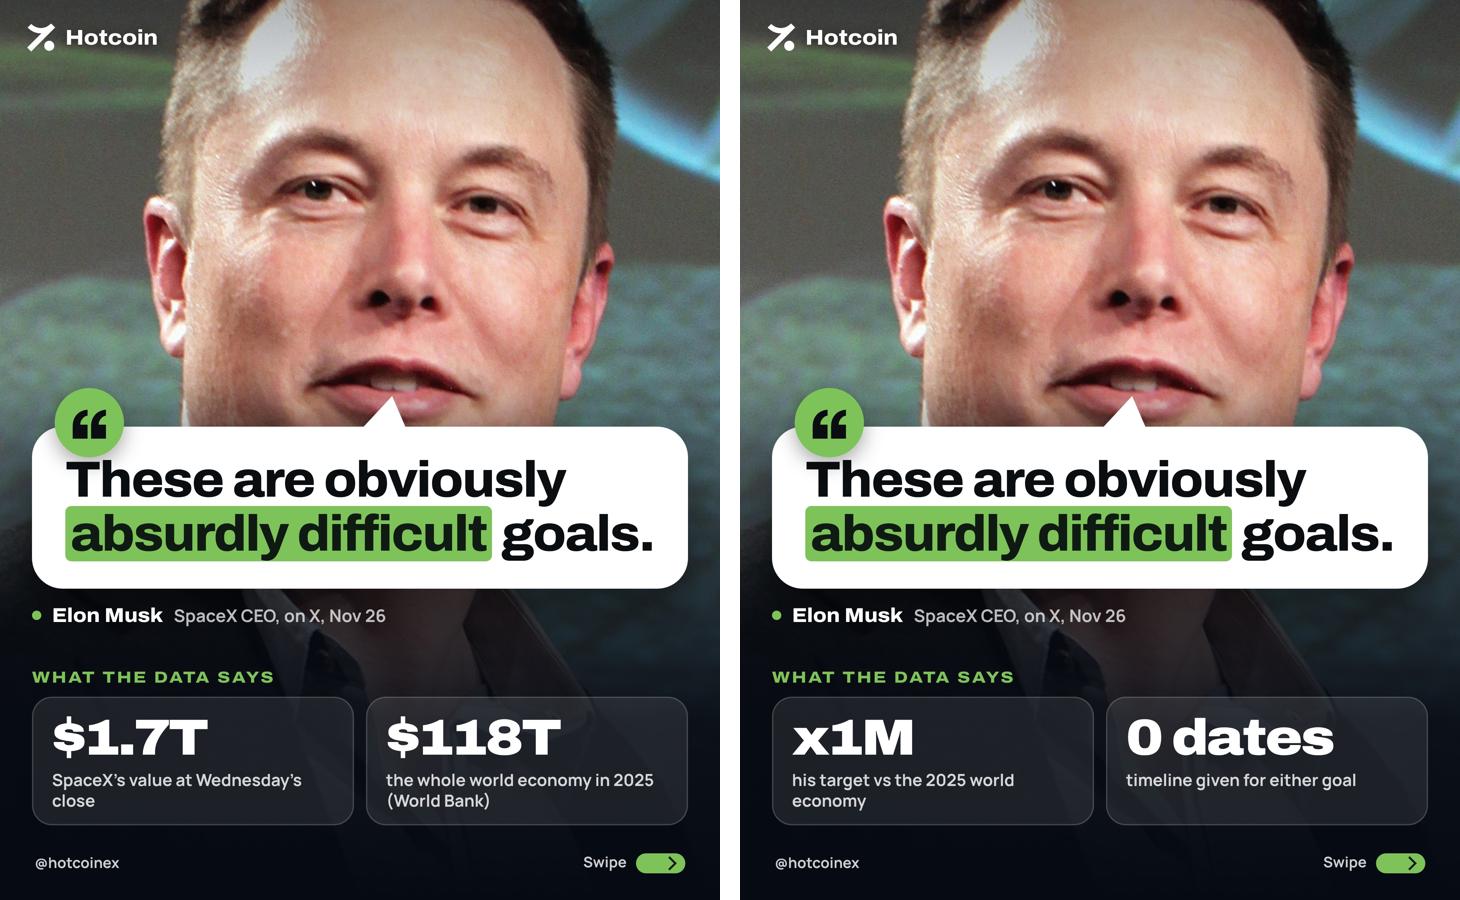 Hotcoin
“
These are obviously
absurdly difficult goals.
Elon Musk SpaceX CEO, on X, Nov 26
WHAT THE DATA SAYS
$1.7T
SpaceX’s value at Wednesday’s
close
$118T
the whole world economy in 2025
(World Bank)
@hotcoinex
Swipe
Hotcoin
“
These are obviously
absurdly difficult goals.
Elon Musk SpaceX CEO, on X, Nov 26
WHAT THE DATA SAYS
x1M
his target vs the 2025 world
economy
0 dates
timeline given for either goal
@hotcoinex
Swipe